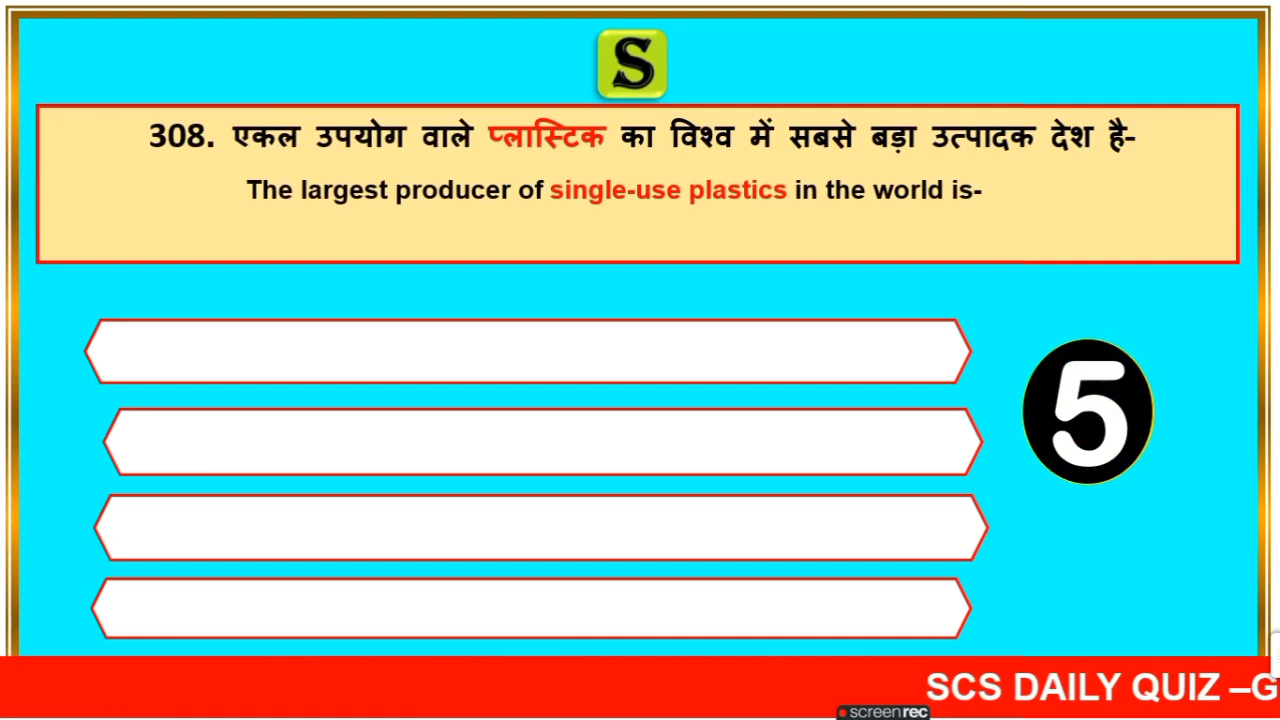 S
308. एकल उपयोग वाले प्लास्टिक का विश्व में सबसे बड़ा उत्पादक देश है-
The largest producer of single-use plastics in the world is-
5
SCS DAILY QUIZ –G
screenrec